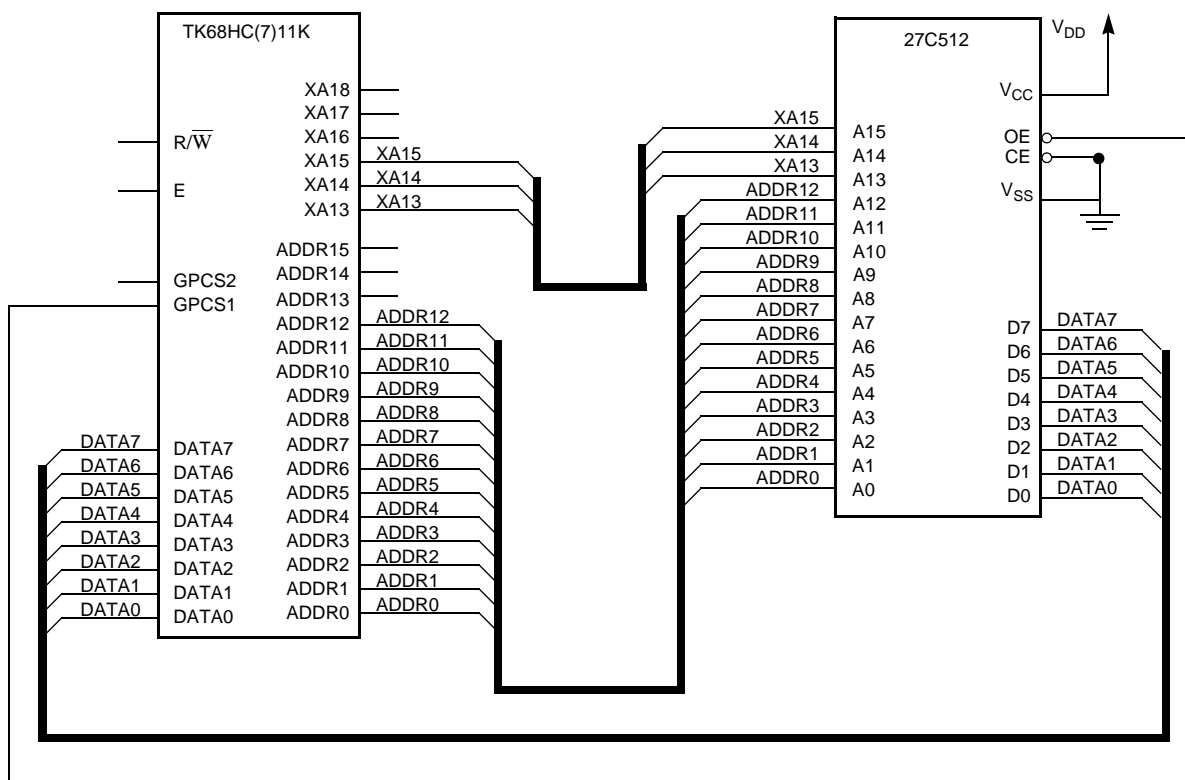 TK68HC(7)11K
XA18
XA17
XA16
XA15
XA14
XA13
R/W̅
E
ADDR15
ADDR14
ADDR13
ADDR12
ADDR11
ADDR10
ADDR9
ADDR8
ADDR7
ADDR6
ADDR5
ADDR4
ADDR3
ADDR2
ADDR1
ADDR0
GPCS2
GPCS1
DATA7
DATA6
DATA5
DATA4
DATA3
DATA2
DATA1
DATA0
DATA7
DATA6
DATA5
DATA4
DATA3
DATA2
DATA1
DATA0
XA15
XA14
XA13
ADDR12
ADDR11
ADDR10
ADDR9
ADDR8
ADDR7
ADDR6
ADDR5
ADDR4
ADDR3
ADDR2
ADDR1
ADDR0
27C512
VDD
VCC
OE
CE
VSS
XA15
XA14
XA13
ADDR12
ADDR11
ADDR10
ADDR9
ADDR8
ADDR7
ADDR6
ADDR5
ADDR4
ADDR3
ADDR2
ADDR1
ADDR0
A15
A14
A13
A12
A11
A10
A9
A8
A7
A6
A5
A4
A3
A2
A1
A0
D7
D6
D5
D4
D3
D2
D1
D0
DATA7
DATA6
DATA5
DATA4
DATA3
DATA2
DATA1
DATA0